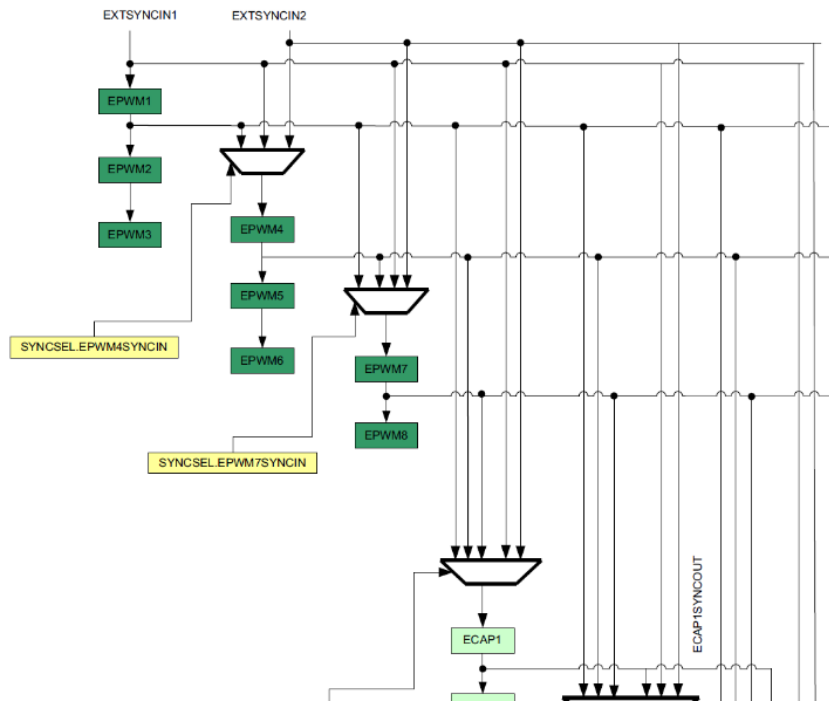 EXTSYNCIN1
EXTSYNCIN2
EPWM1
EPWM2
EPWM3
EPWM4
EPWM5
SYNCSEL.EPWM4SYNCIN
EPWM6
EPWM7
EPWM8
SYNCSEL.EPWM7SYNCIN
ECAP1SYNCOUT
ECAP1